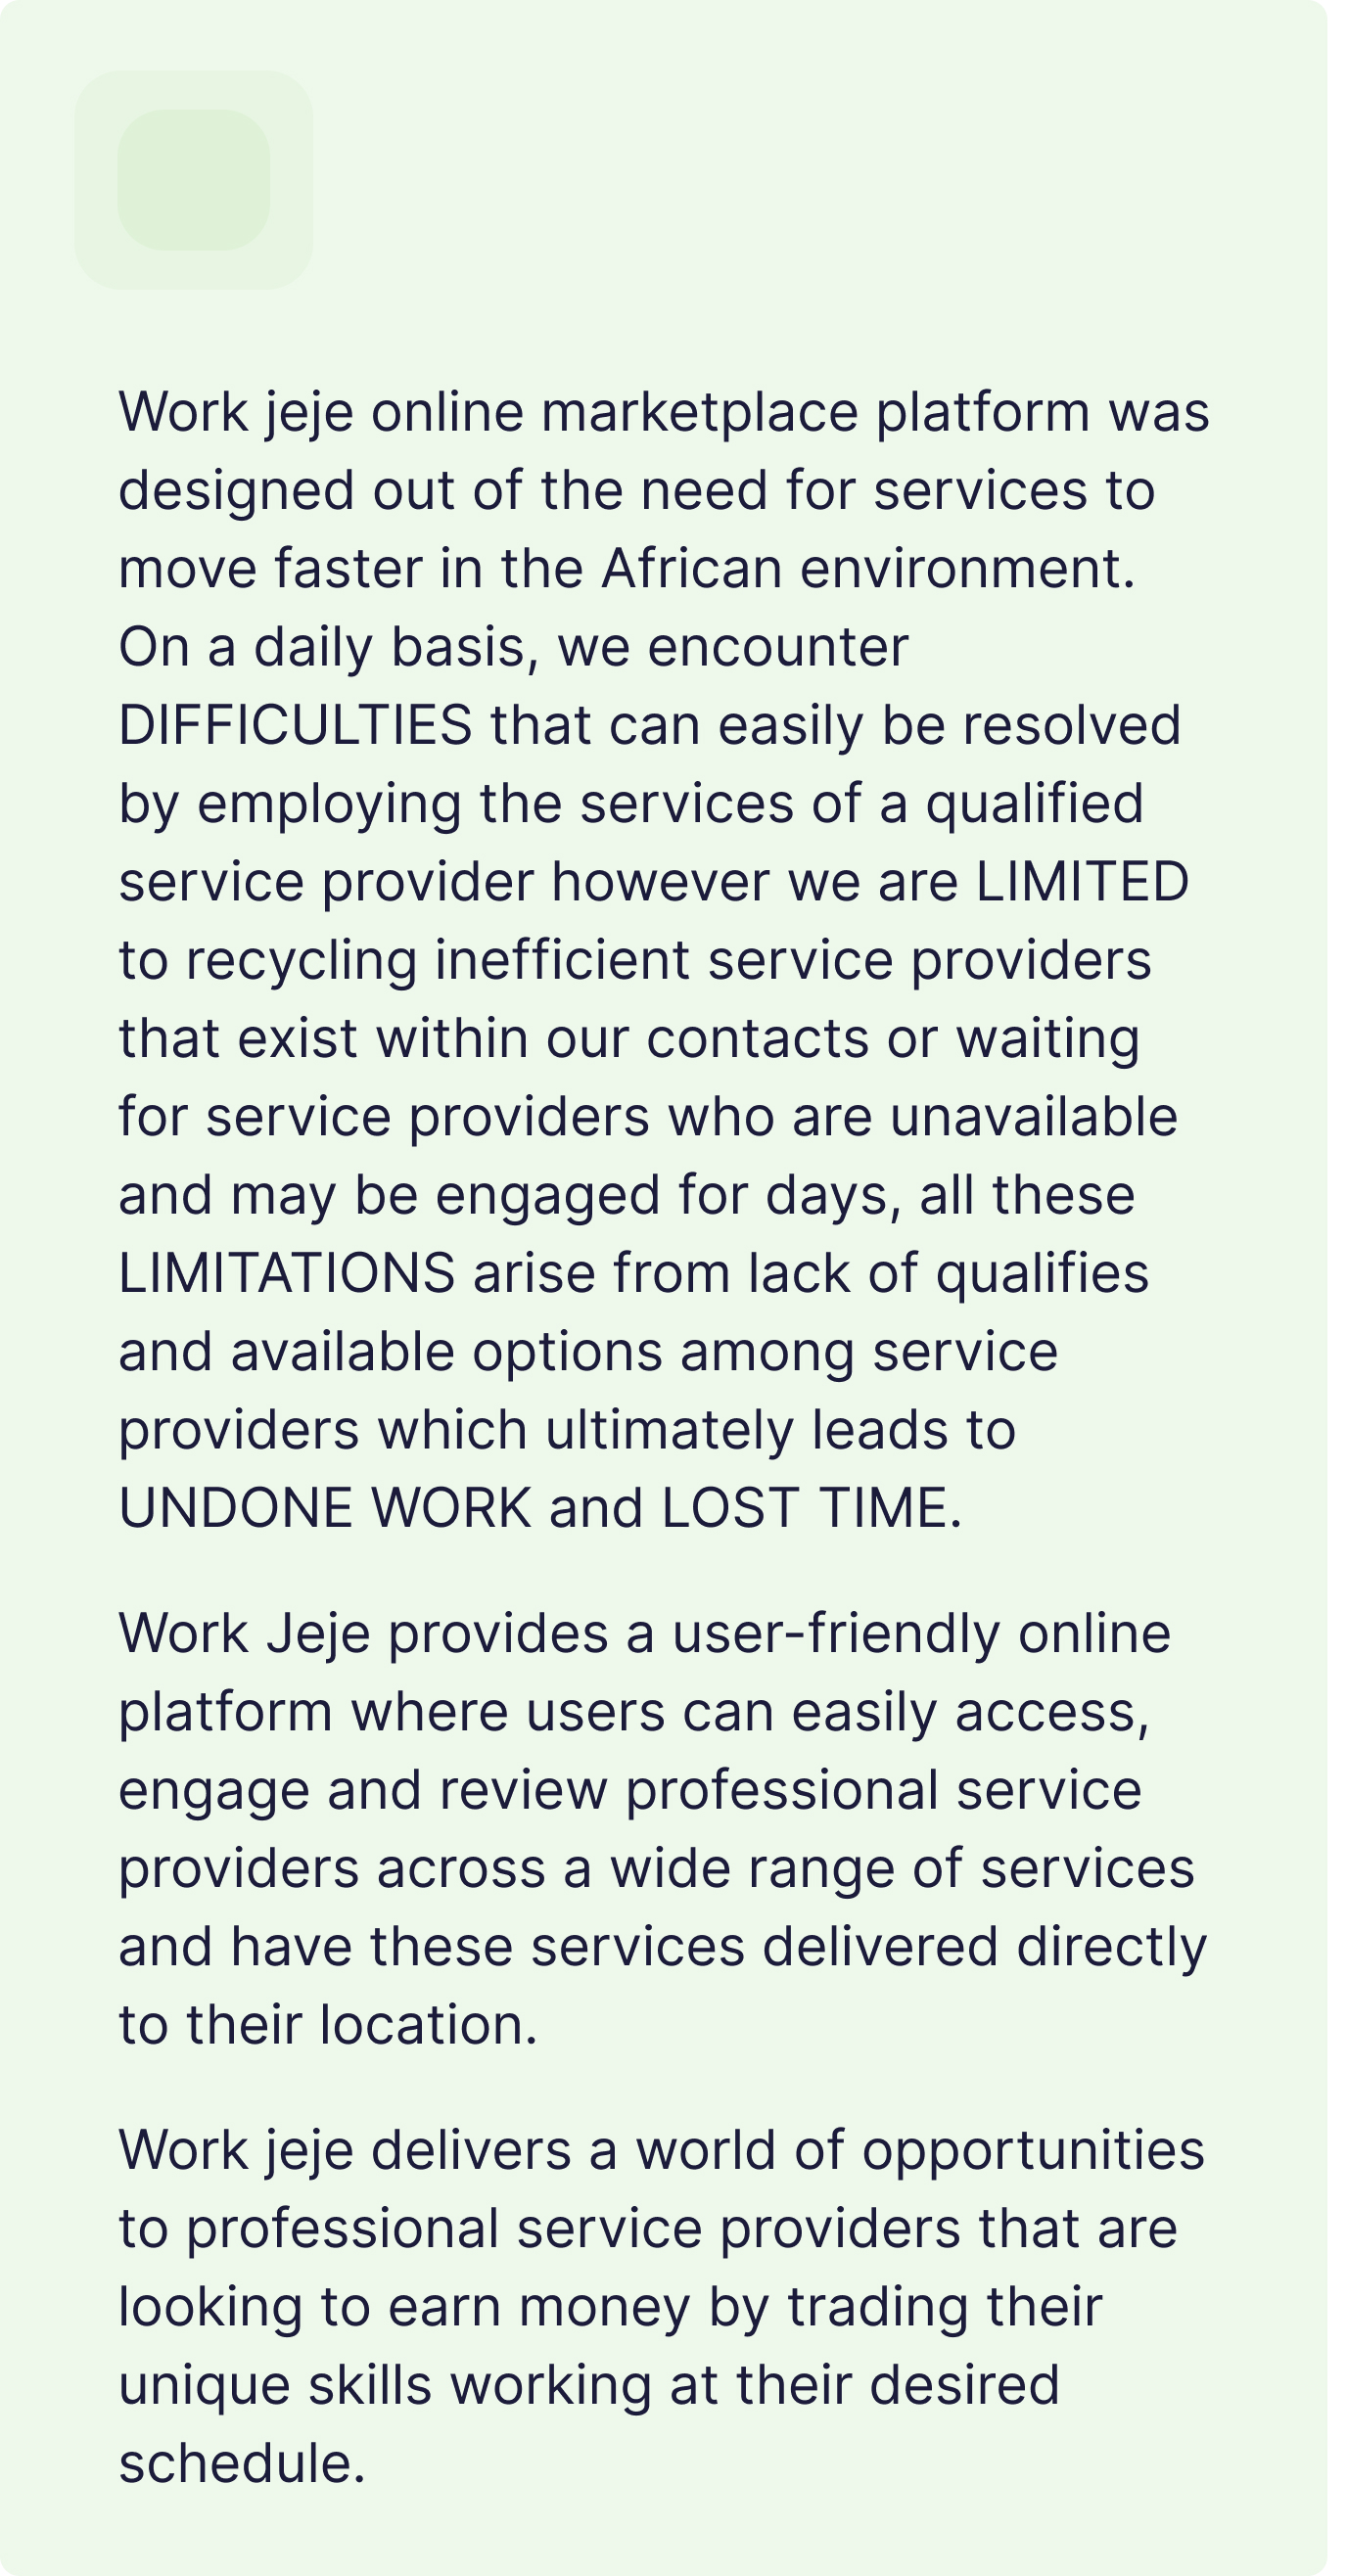 Work jeje online marketplace platform was
designed out of the need for services to
move faster in the African environment.
On a daily basis, we encounter
DIFFICULTIES that can easily be resolved
by employing the services of a qualified
service provider however we are LIMITED
to recycling inefficient service providers
that exist within our contacts or waiting
for service providers who are unavailable
and may be engaged for days, all these
LIMITATIONS arise from lack of qualifies
and available options among service
providers which ultimately leads to
UNDONE WORK and LOST TIME.
Work Jeje provides a user-friendly online
platform where users can easily access,
engage and review professional service
providers across a wide range of services
and have these services delivered directly
to their location.
Work jeje delivers a world of opportunities
to professional service providers that are
looking to earn money by trading their
unique skills working at their desired
schedule.